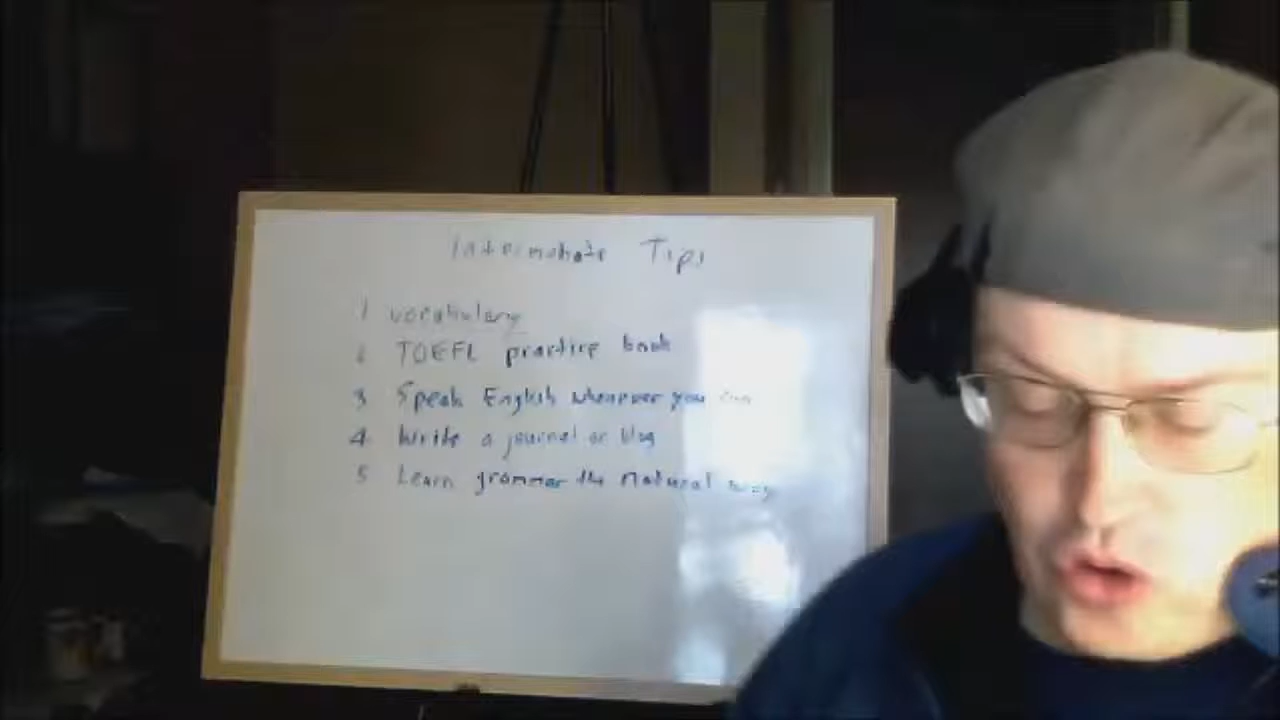 Intermediate Tips
1 vocabulary
2 TOEFL practice book
3 Speak English whenever you can
4 Write a journal or blog
5 Learn grammar the natural way